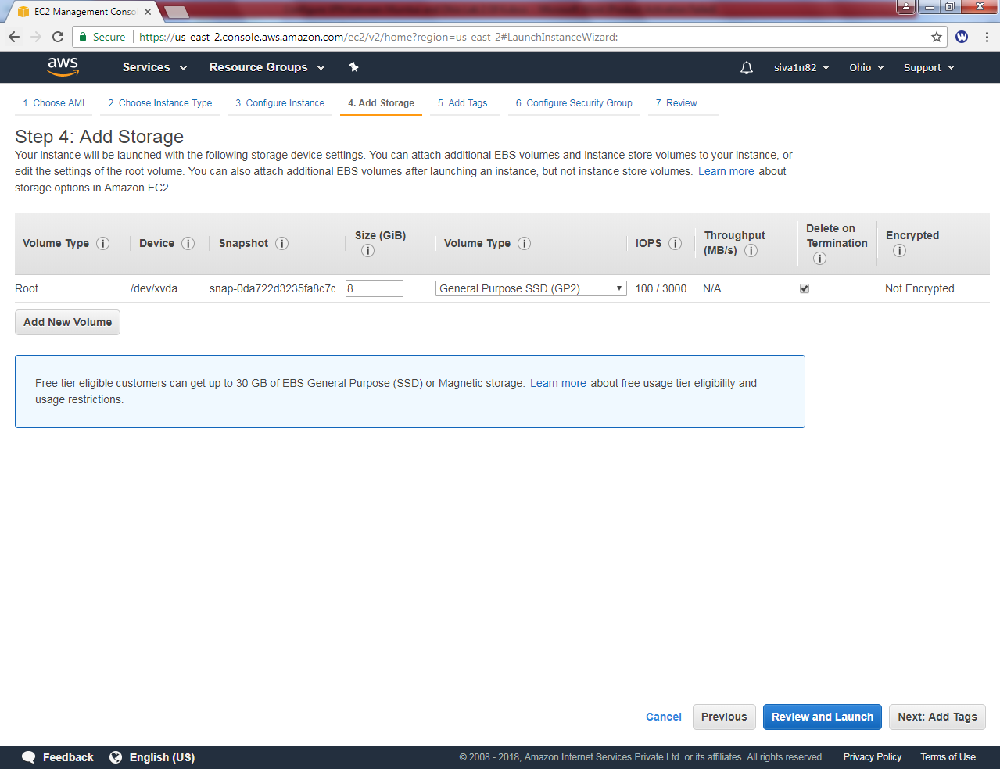 EC2 Management Conso
Secure https://us-east-2.console.aws.amazon.com/ec2/v2/home?region=us-east-2#LaunchInstanceWizard:
W
aws Services Resource Groups siva1n82 Ohio Support
1. Choose AMI 2. Choose Instance Type 3. Configure Instance 4. Add Storage 5. Add Tags 6. Configure Security Group 7. Review
Step 4: Add Storage
Your instance will be launched with the following storage device settings. You can attach additional EBS volumes and instance store volumes to your instance, or
edit the settings of the root volume. You can also attach additional EBS volumes after launching an instance, but not instance store volumes. Learn more about
storage options in Amazon EC2.
Volume Type Device Snapshot Size (GiB) Volume Type IOPS Throughput (MB/s) Delete on Termination Encrypted
Root /dev/xvda snap-0da722d3235fa8c7c 8 General Purpose SSD (GP2) 100 / 3000 N/A Not Encrypted
Add New Volume
Free tier eligible customers can get up to 30 GB of EBS General Purpose (SSD) or Magnetic storage. Learn more about free usage tier eligibility and
usage restrictions.
Cancel Previous Review and Launch Next: Add Tags
Feedback English (US) © 2008 - 2018, Amazon Internet Services Private Ltd. or its affiliates. All rights reserved. Privacy Policy Terms of Use